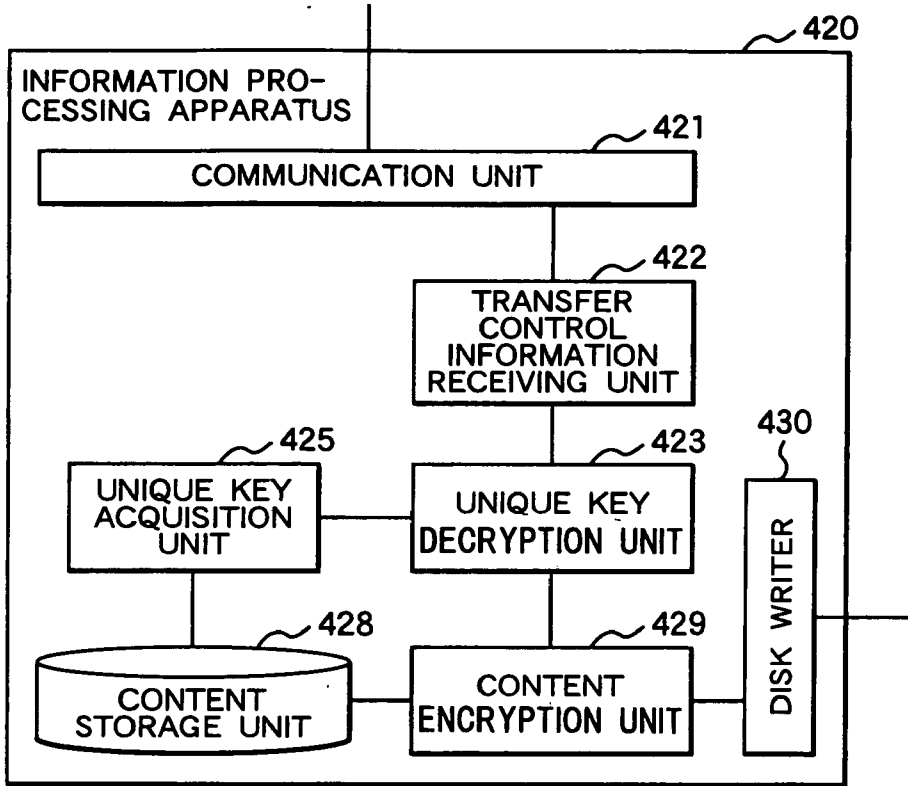 420
INFORMATION PRO-
CESSING APPARATUS
421
COMMUNICATION UNIT
422
TRANSFER
CONTROL
INFORMATION
RECEIVING UNIT
425
423
430
UNIQUE KEY
ACQUISITION
UNIT
UNIQUE KEY
DECRYPTION UNIT
DISK WRITER
428
429
CONTENT
STORAGE UNIT
CONTENT
ENCRYPTION UNIT